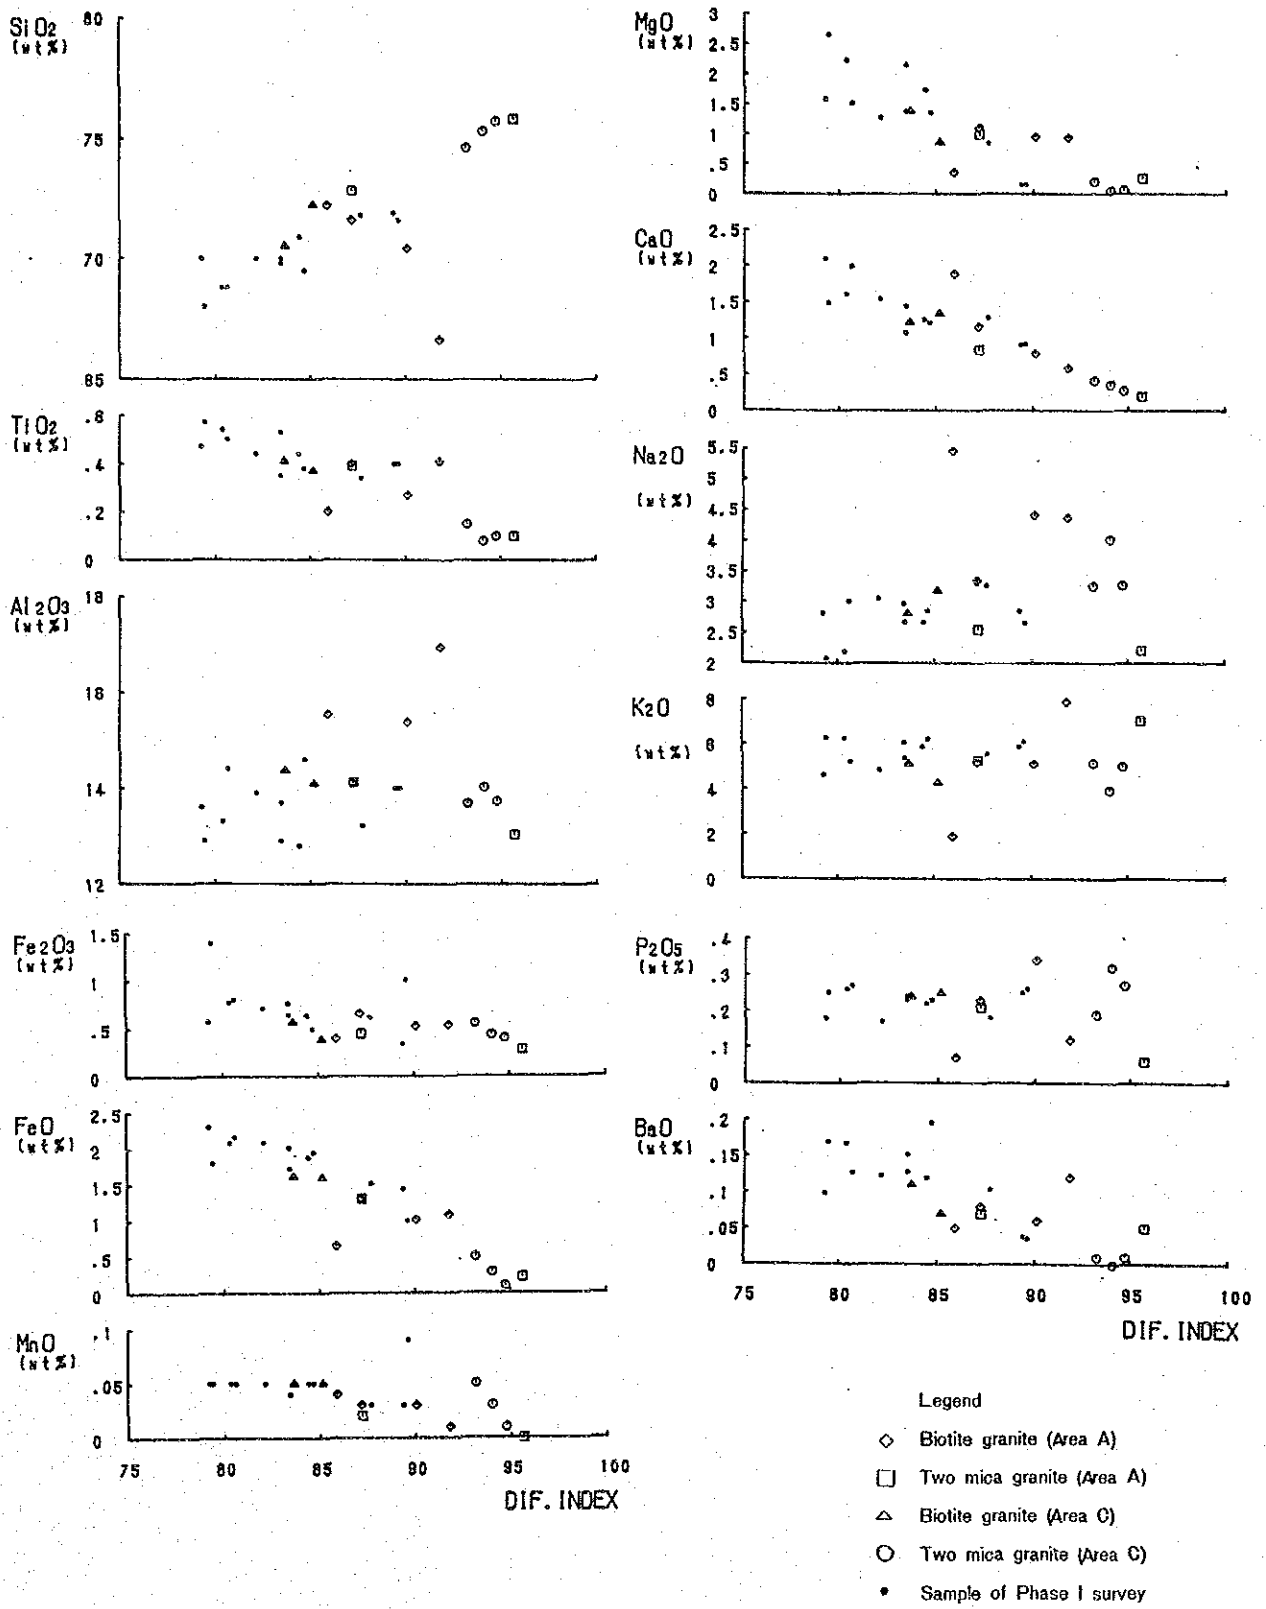 SiO2
(wt%)
80
75
70
65
TiO2
(wt%)
.8
.4
.2
0
Al2O3
(wt%)
18
18
14
12
Fe2O3
(wt%)
1.5
1
.5
0
FeO
(wt%)
2.5
2
1.5
1
.5
0
MnO
(wt%)
.1
.05
0
75 80 85 90 95 100
DIF. INDEX
MgO
(wt%)
3
2.5
2
1.5
1
.5
0
CaO
(wt%)
2.5
2
1.5
1
.5
0
Na2O
(wt%)
5.5
5
4.5
4
3.5
3
2.5
2
K2O
(wt%)
8
6
4
2
0
P2O5
(wt%)
.4
.3
.2
.1
0
BaO
(wt%)
.2
.15
.1
.05
0
75 80 85 90 95 100
DIF. INDEX
Legend
Biotite granite (Area A)
Two mica granite (Area A)
Biotite granite (Area C)
Two mica granite (Area C)
Sample of Phase I survey